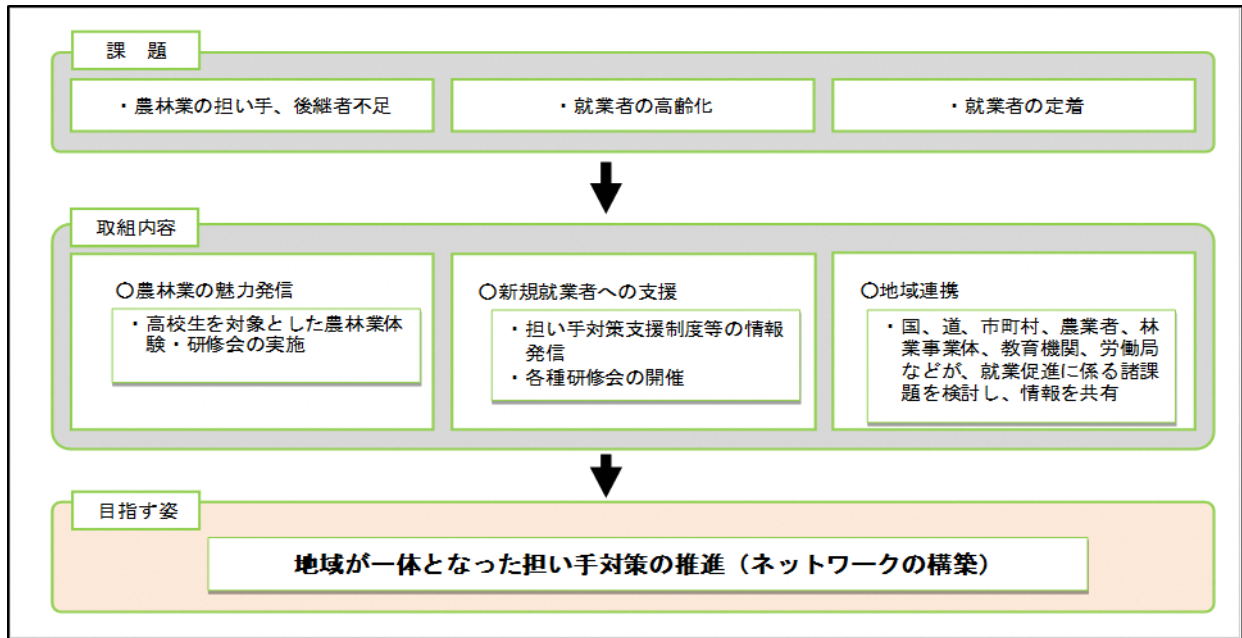 課　題
・農林業の担い手、後継者不足
・就業者の高齢化
・就業者の定着
取組内容
〇農林業の魅力発信
・高校生を対象とした農林業体
験・研修会の実施
〇新規就業者への支援
・担い手対策支援制度等の情報
発信
・各種研修会の開催
〇地域連携
・国、道、市町村、農業者、林
業事業体、教育機関、労働局
などが、就業促進に係る諸課
題を検討し、情報を共有
目指す姿
地域が一体となった担い手対策の推進（ネットワークの構築）